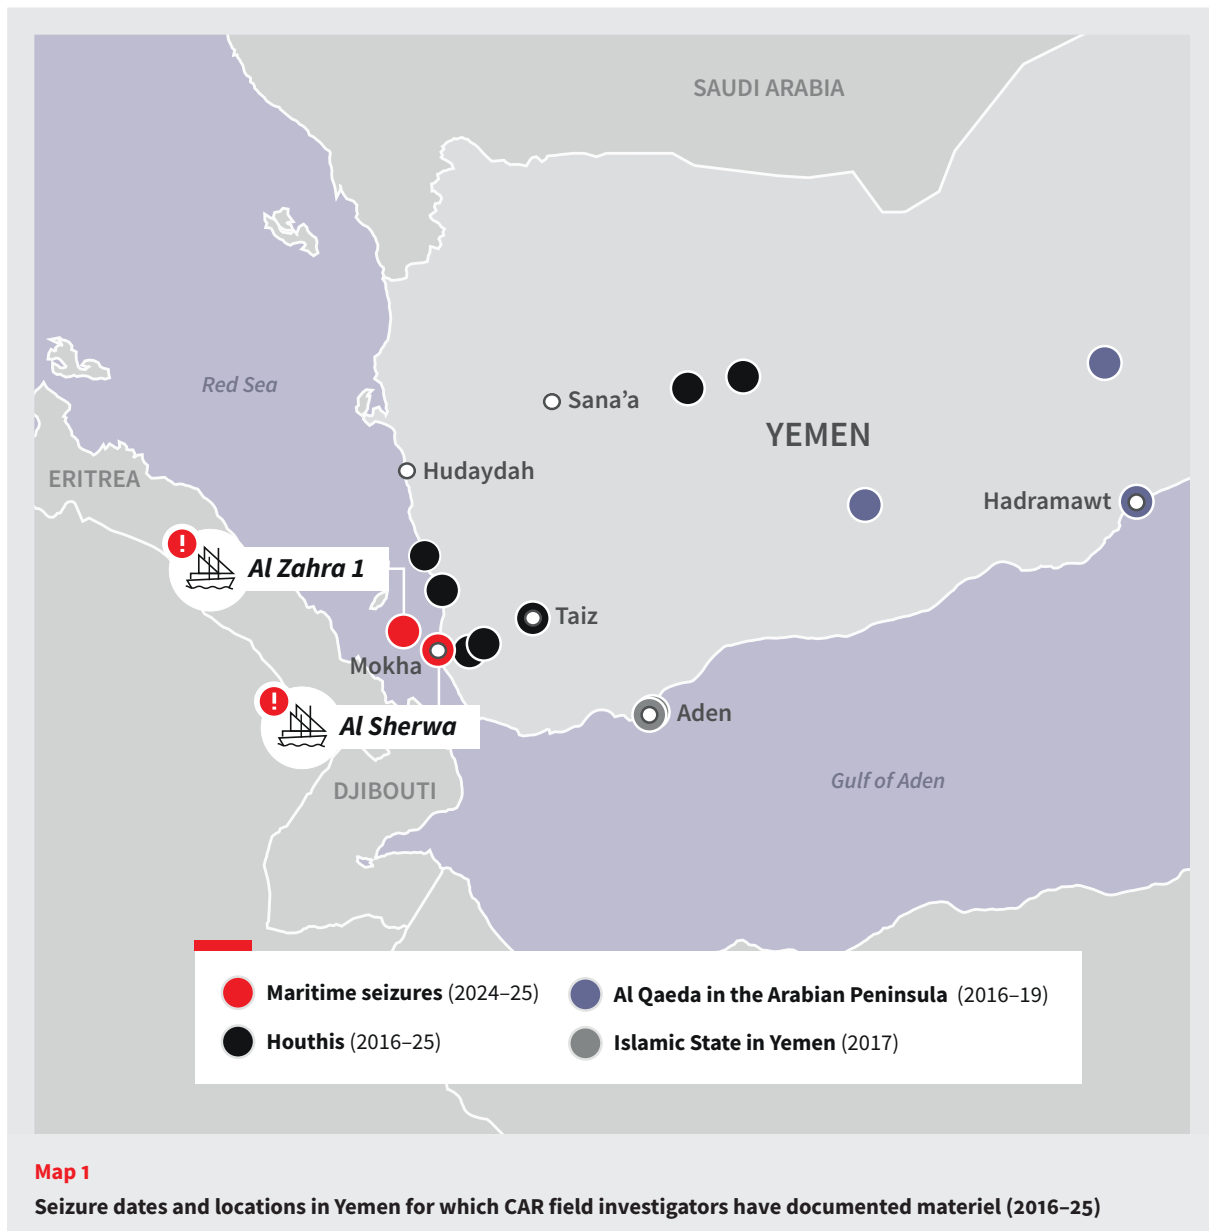 SAUDI ARABIA
Red Sea
Sana’a
YEMEN
Hudaydah
ERITREA
Hadramawt
!
Al Zahra 1
Taiz
Mokha
!
Al Sherwa
Aden
Gulf of Aden
DJIBOUTI
Maritime seizures (2024–25)
Al Qaeda in the Arabian Peninsula (2016–19)
Houthis (2016–25)
Islamic State in Yemen (2017)
Map 1
Seizure dates and locations in Yemen for which CAR field investigators have documented materiel (2016–25)